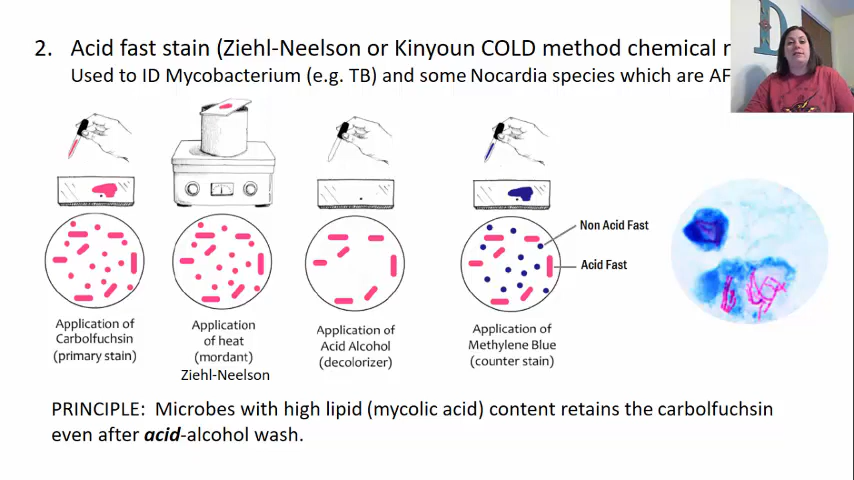 2. Acid fast stain (Ziehl-Neelson or Kinyoun COLD method chemical
Used to ID Mycobacterium (e.g. TB) and some Nocardia species which are AF
Non Acid Fast
Acid Fast
Application of
Carbolfuchsin
(primary stain)
Application
of heat
(mordant)
Ziehl-Neelson
Application of
Acid Alcohol
(decolorizer)
Application of
Methylene Blue
(counter stain)
PRINCIPLE: Microbes with high lipid (mycolic acid) content retains the carbolfuchsin
even after acid-alcohol wash.